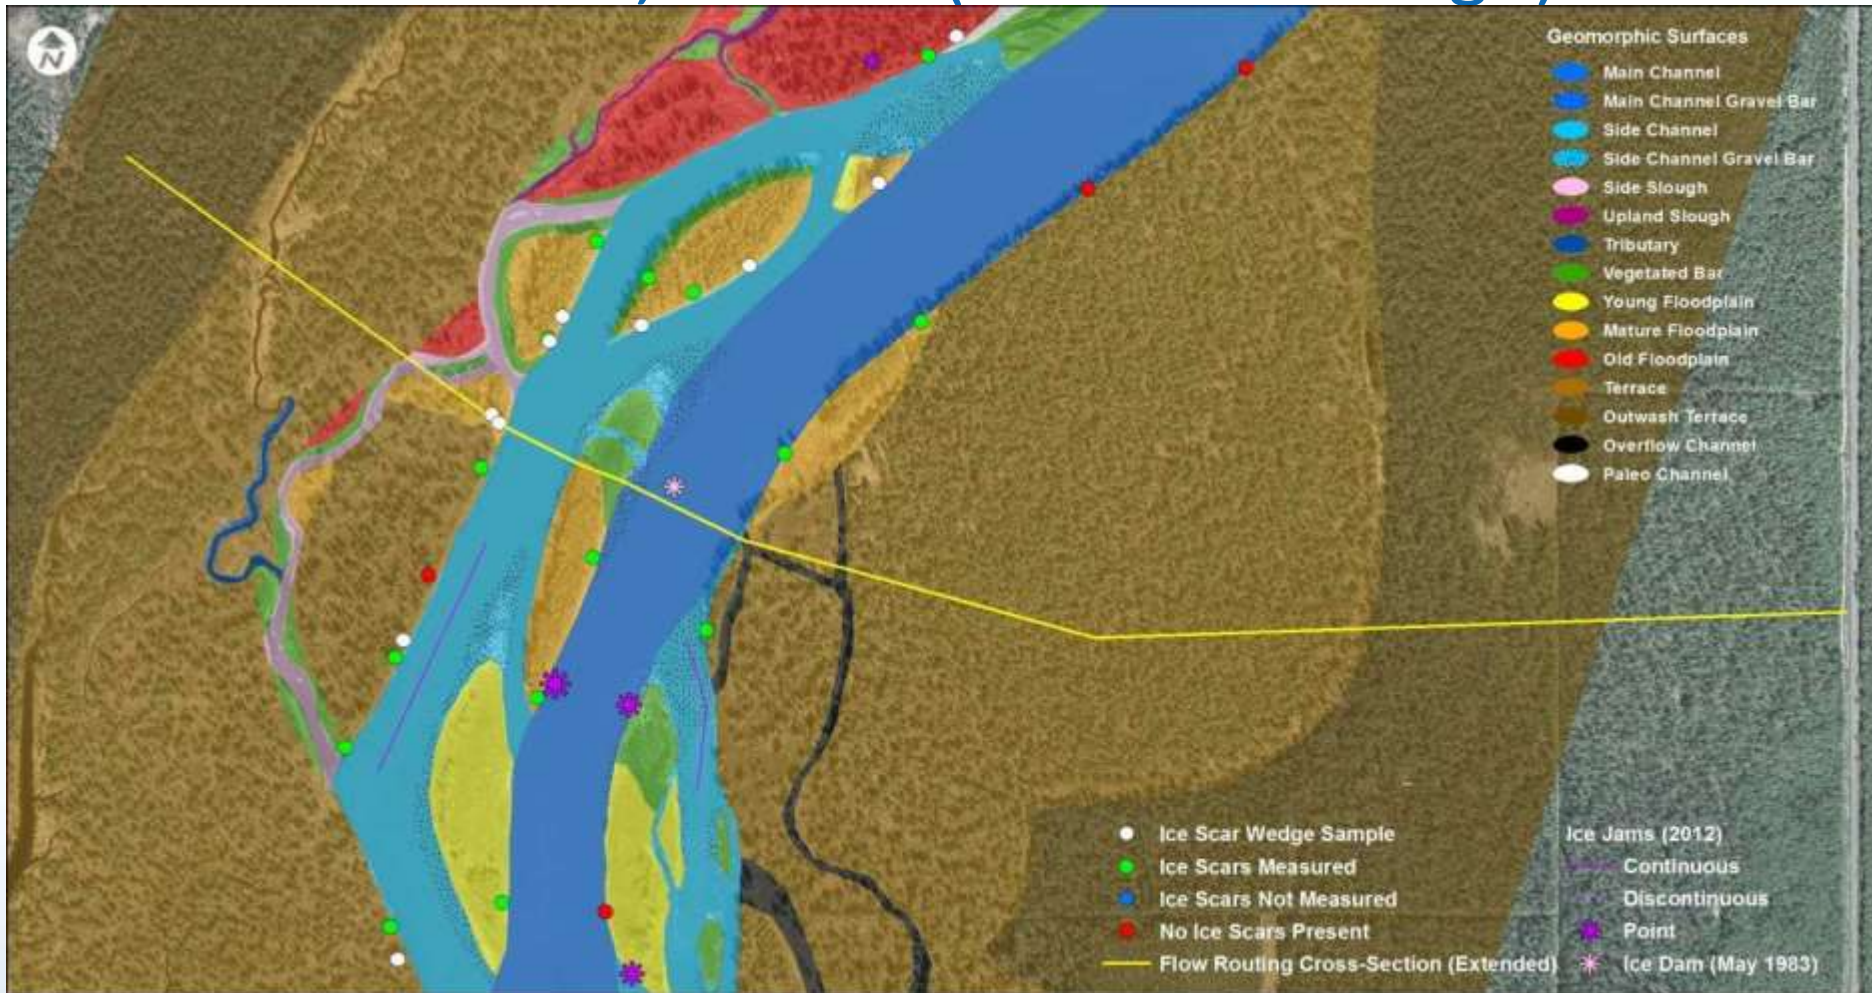 N
Geomorphic Surfaces
Main Channel
Main Channel Gravel Bar
Side Channel
Side Channel Gravel Bar
Side Slough
Upland Slough
Tributary
Vegetated Bar
Young Floodplain
Mature Floodplain
Old Floodplain
Terrace
Outwash Terrace
Overflow Channel
Paleo Channel
Ice Scar Wedge Sample
Ice Scars Measured
Ice Scars Not Measured
No Ice Scars Present
Flow Routing Cross-Section (Extended)
Ice Jams (2012)
Continuous
Discontinuous
Point
Ice Dam (May 1983)